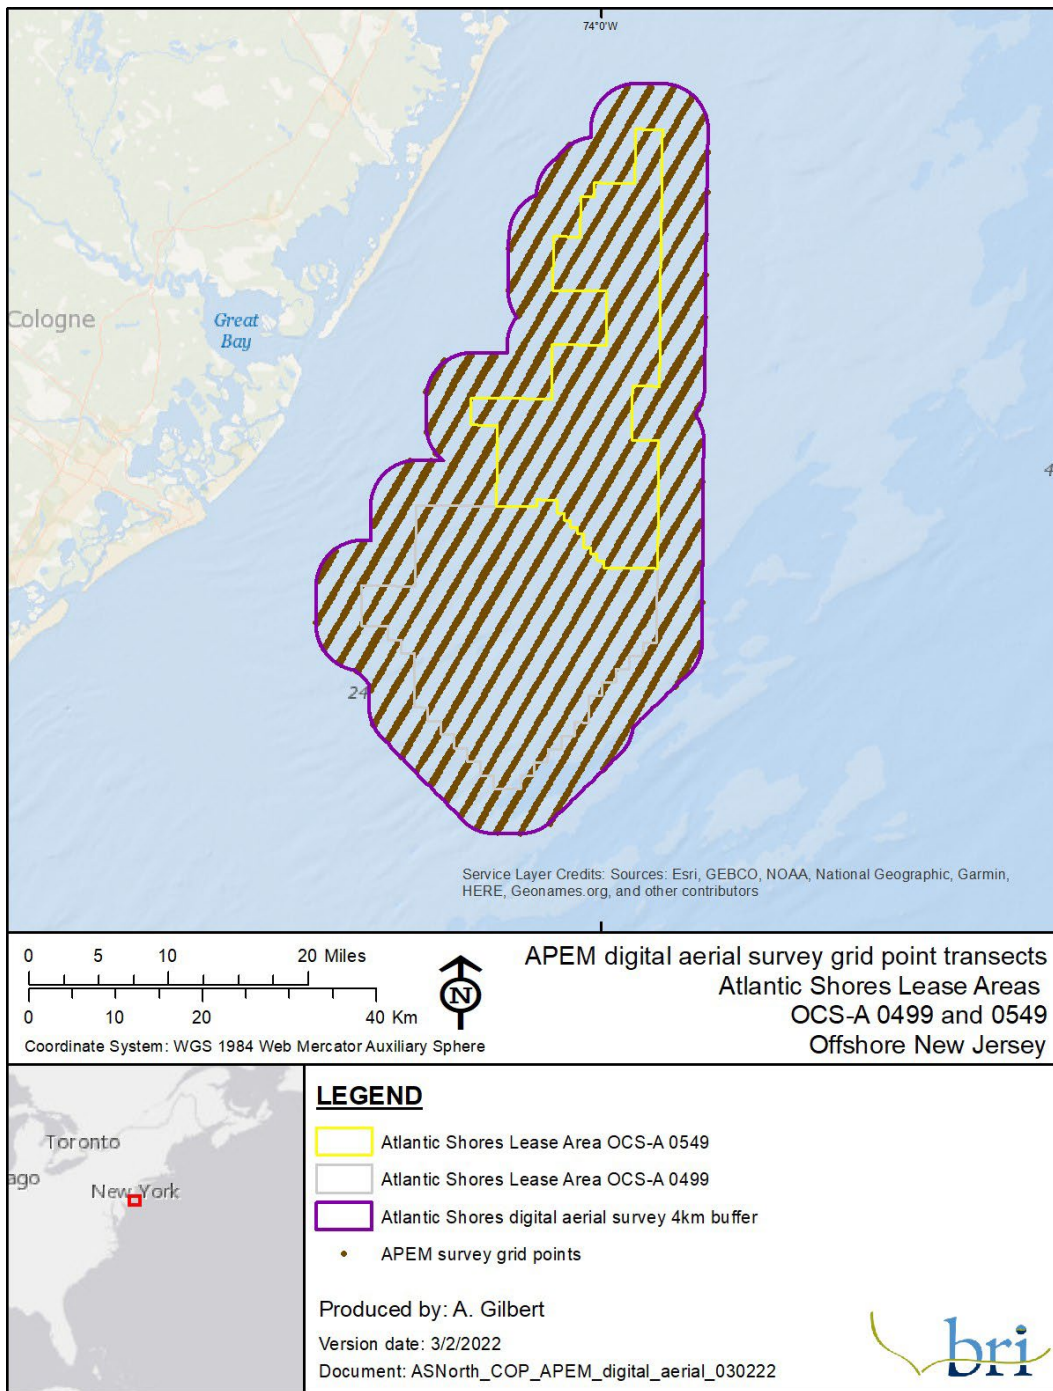 74°0'W
Cologne
Great
Bay
4
24
Service Layer Credits: Sources: Esri, GEBCO, NOAA, National Geographic, Garmin,
HERE, Geonames.org, and other contributors
0 5 10 20 Miles
0 10 20 40 Km
N
Coordinate System: WGS 1984 Web Mercator Auxiliary Sphere
APEM digital aerial survey grid point transects
Atlantic Shores Lease Areas
OCS-A 0499 and 0549
Offshore New Jersey
Toronto
ago
New York
LEGEND
Atlantic Shores Lease Area OCS-A 0549
Atlantic Shores Lease Area OCS-A 0499
Atlantic Shores digital aerial survey 4km buffer
APEM survey grid points
Produced by: A. Gilbert
Version date: 3/2/2022
Document: ASNorth_COP_APEM_digital_aerial_030222
bri